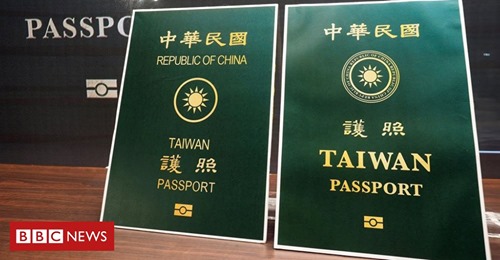 PASSPO
中華民國
REPUBLIC OF CHINA
TAIWAN
護照
PASSPORT
中華民國
護照
TAIWAN
PASSPORT
BBC NEWS